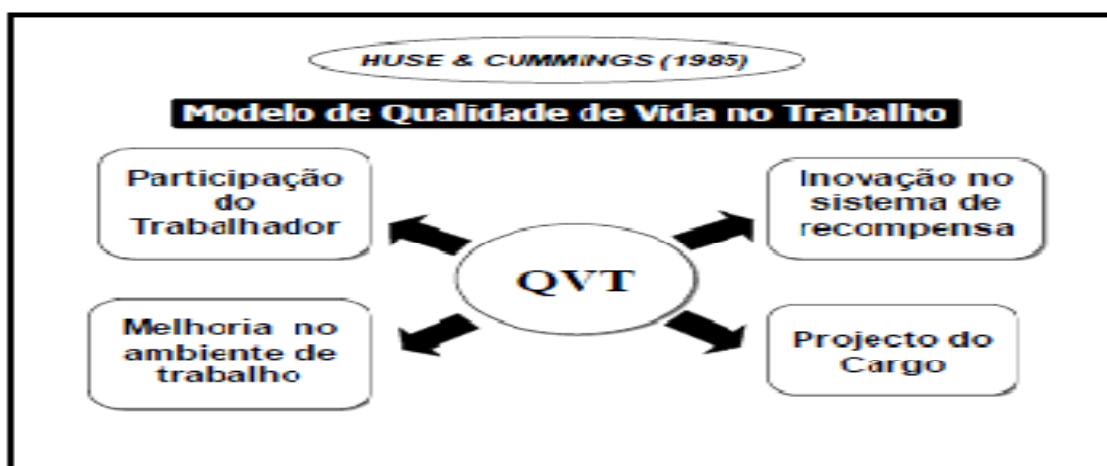 HUSE & CUMMINGS (1985)
Modelo de Qualidade de Vida no Trabalho
Participação
do
Trabalhador
Inovação no
sistema de
recompensa
QVT
Melhoria no
ambiente de
trabalho
Projecto do
Cargo